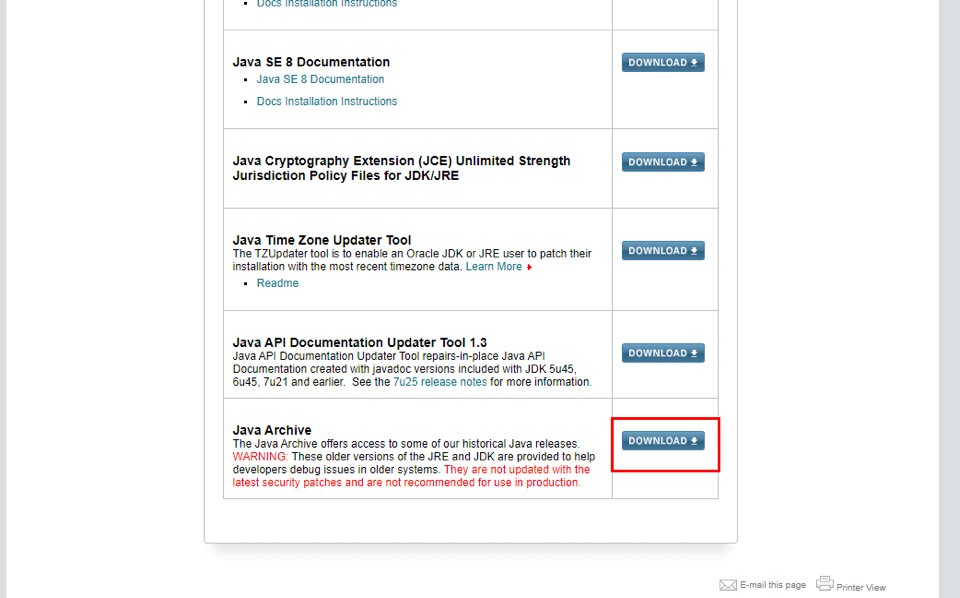 Docs Installation Instructions
Java SE 8 Documentation
DOWNLOAD
Java SE 8 Documentation
Docs Installation Instructions
Java Cryptography Extension (JCE) Unlimited Strength
Jurisdiction Policy Files for JDK/JRE
DOWNLOAD
Java Time Zone Updater Tool
The TZUpdater tool is to enable an Oracle JDK or JRE user to patch their
installation with the most recent timezone data. Learn More
DOWNLOAD
Readme
Java API Documentation Updater Tool 1.3
Java API Documentation Updater Tool repairs-in-place Java API
Documentation created with javadoc versions included with JDK 5u45,
6u45, 7u21 and earlier. See the 7u25 release notes for more information.
DOWNLOAD
Java Archive
The Java Archive offers access to some of our historical Java releases.
WARNING: These older versions of the JRE and JDK are provided to help
developers debug issues in older systems. They are not updated with the
latest security patches and are not recommended for use in production.
DOWNLOAD
E-mail this page
Printer View